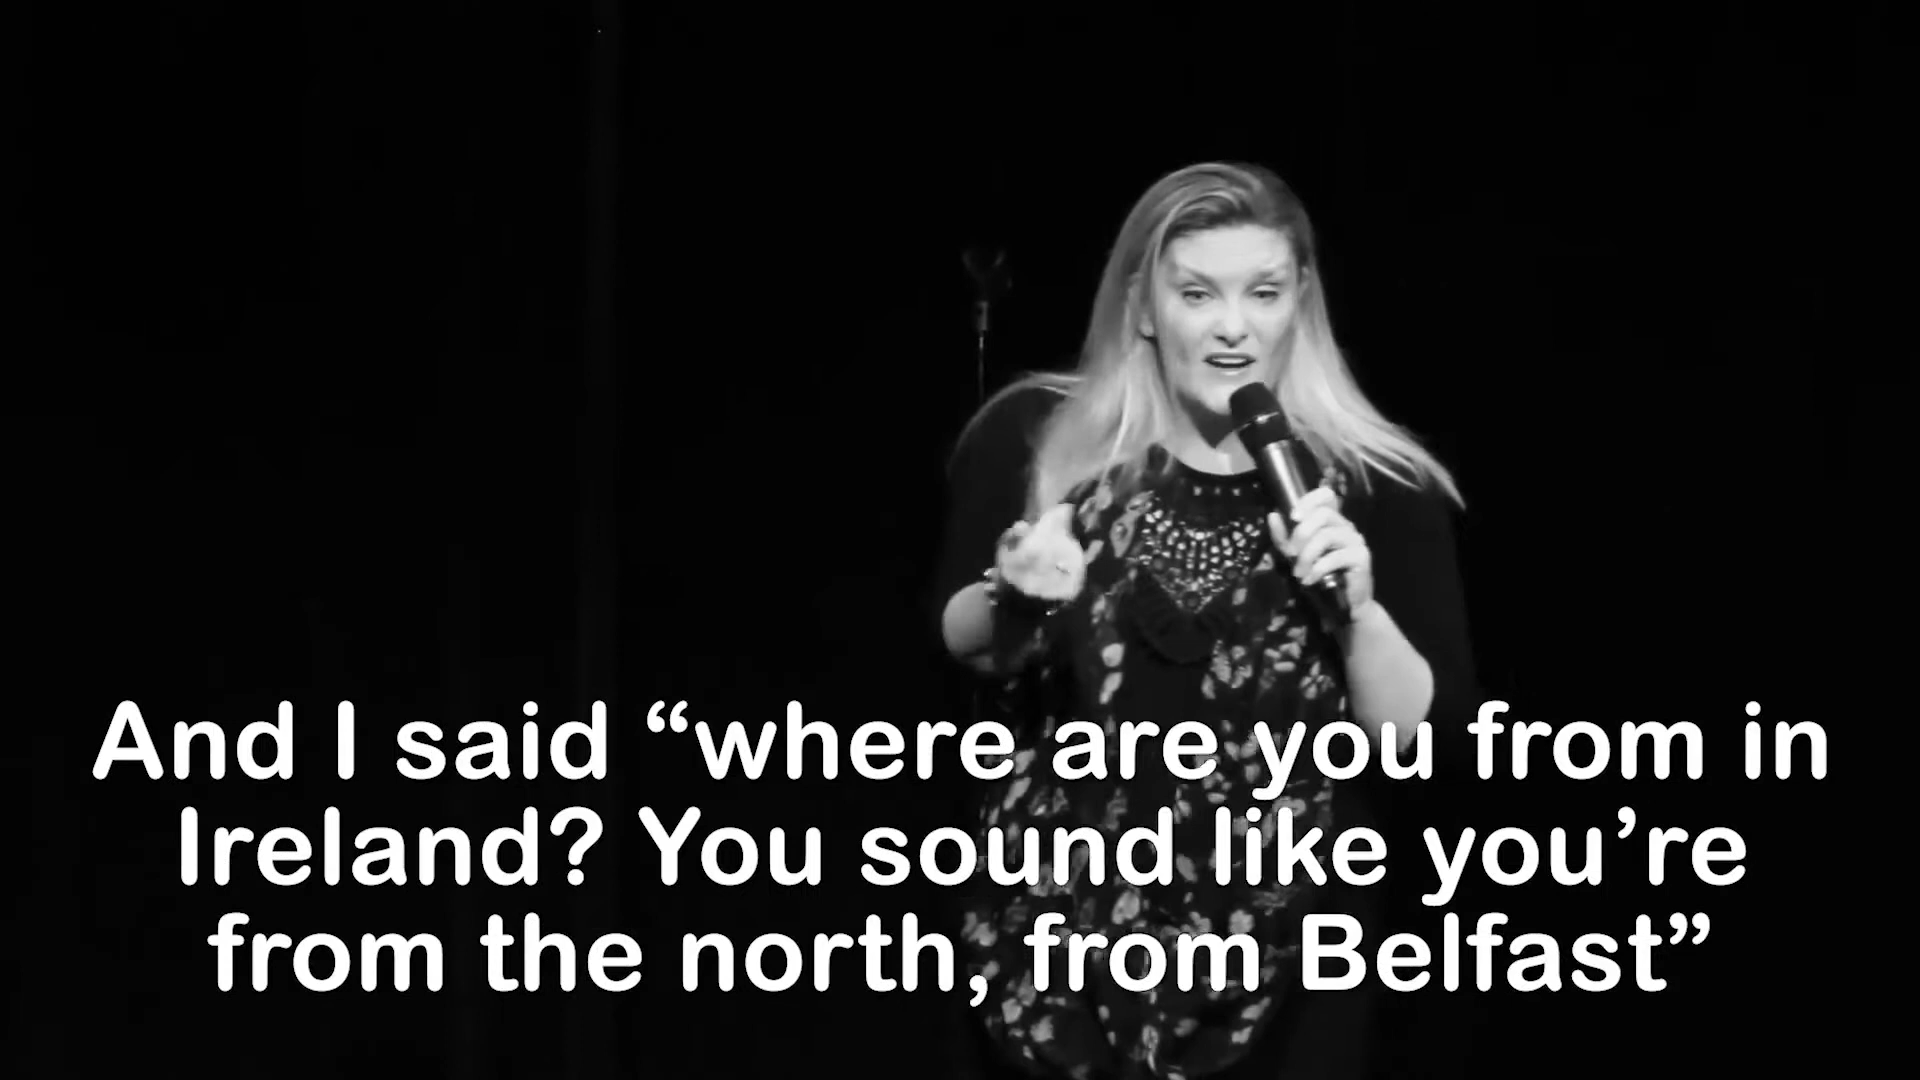 And I said “where are you from in
Ireland? You sound like you’re
from the north, from Belfast”